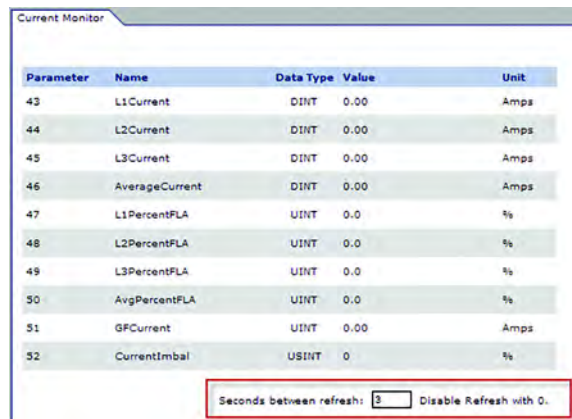 Current Monitor
Parameter Name Data Type Value Unit
43 L1Current DINT 0.00 Amps
44 L2Current DINT 0.00 Amps
45 L3Current DINT 0.00 Amps
46 AverageCurrent DINT 0.00 Amps
47 L1PercentFLA UINT 0.0 %
48 L2PercentFLA UINT 0.0 %
49 L3PercentFLA UINT 0.0 %
50 AvgPercentFLA UINT 0.0 %
51 GFCurrent UINT 0.00 Amps
52 CurrentImbal USINT 0 %
Seconds between refresh: 3 Disable Refresh with 0.